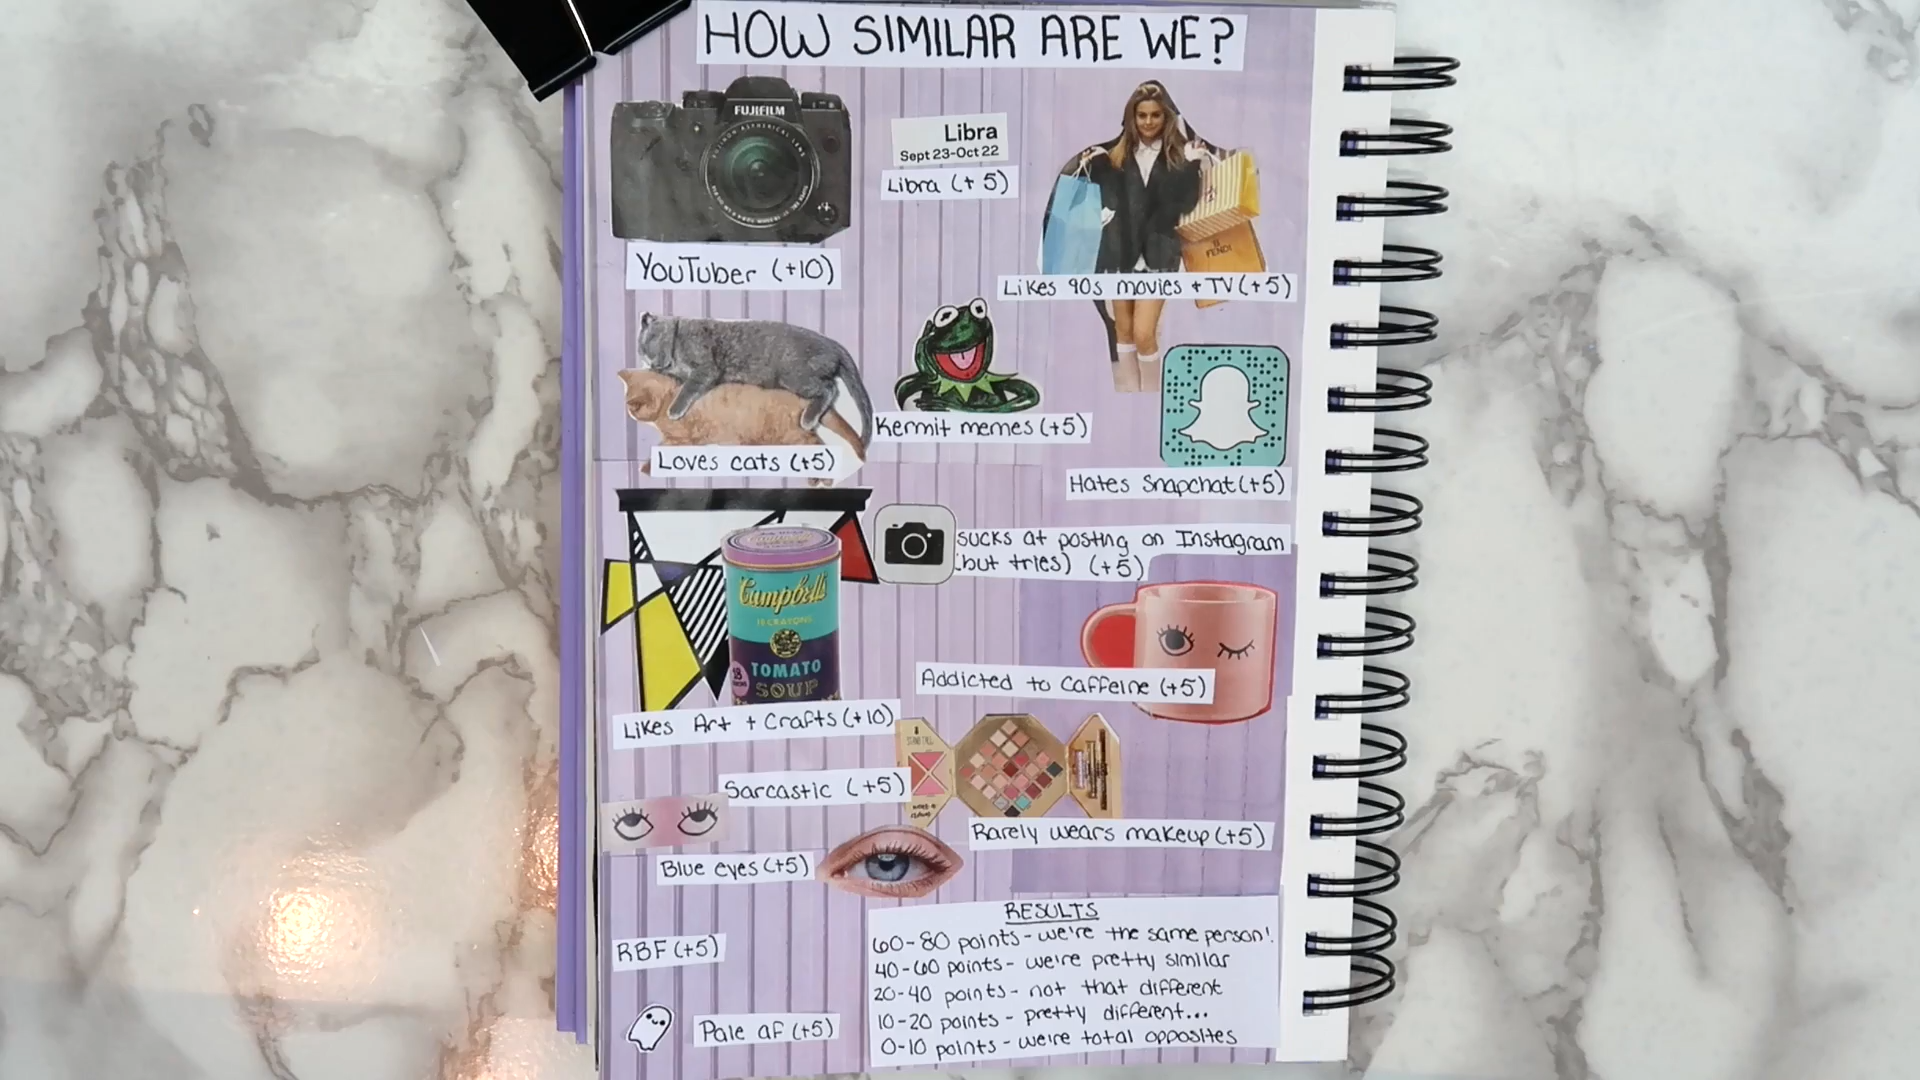 HOW SIMILAR ARE WE?
FUJIFILM
Libra
Sept 23-Oct 22
Libra (+5)
YouTuber (+10)
FENDI
Likes 90s movies + TV (+5)
Kermit memes (+5)
Loves cats (+5)
Hates Snapchat (+5)
sucks at posting on Instagram
(but tries) (+5)
Campbell's
18 CRAYONS
TOMATO
SOUP
18
Addicted to Caffeine (+5)
Likes Art + Crafts (+10)
Sarcastic (+5)
Rarely wears makeup (+5)
Blue eyes (+5)
RBF (+5)
Pale af (+5)
RESULTS
60-80 points - we're the same person!
40-60 points - we're pretty similar
20-40 points - not that different
10-20 points - pretty different...
0-10 points - we're total opposites